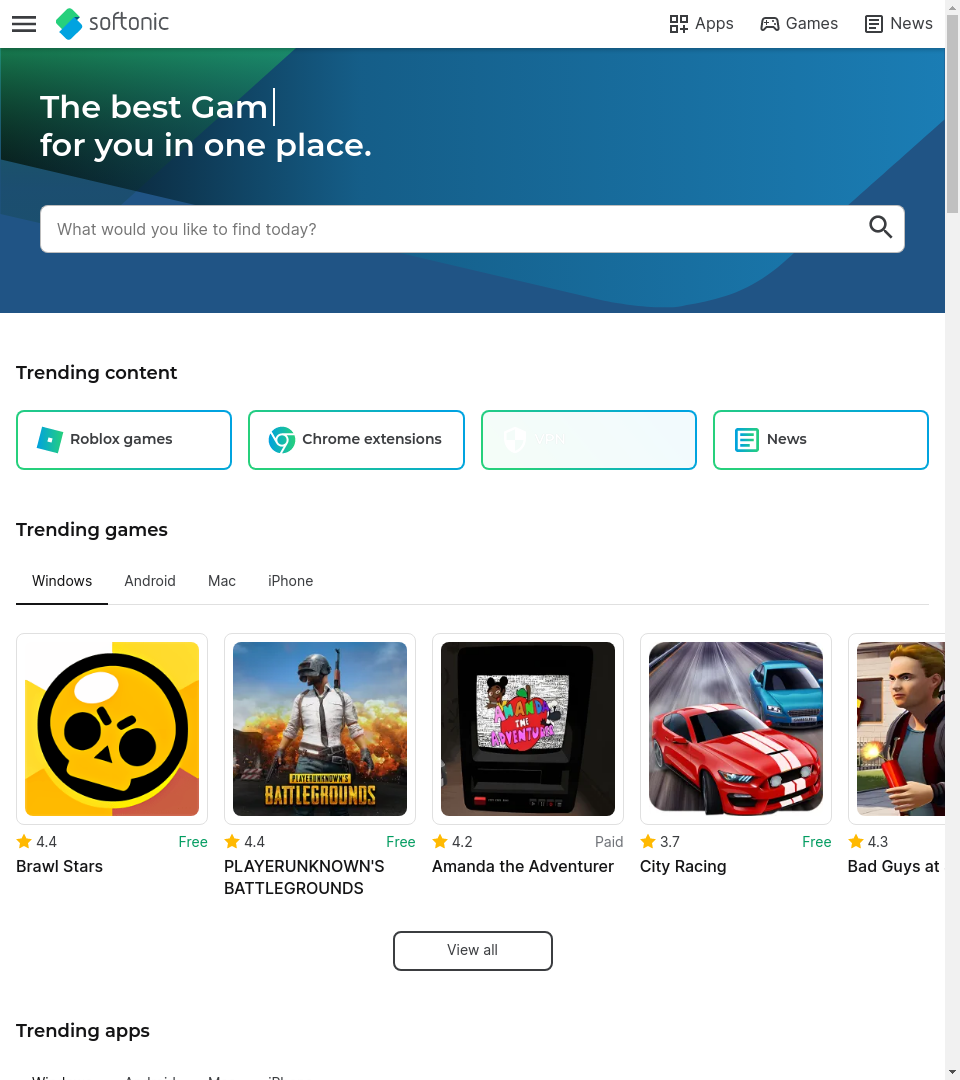 softonic
Apps
Games
News
The best Gam
for you in one place.
What would you like to find today?
Trending content
Roblox games
Chrome extensions
VPN
News
Trending games
Windows
Android
Mac
iPhone
AMANDA
THE
ADVENTURER
PLAYERUNKNOWN'S
BATTLEGROUNDS
4.4
Free
4.4
Free
4.2
Paid
3.7
Free
4.3
Brawl Stars
PLAYERUNKNOWN'S
BATTLEGROUNDS
Amanda the Adventurer
City Racing
Bad Guys at
View all
Trending apps